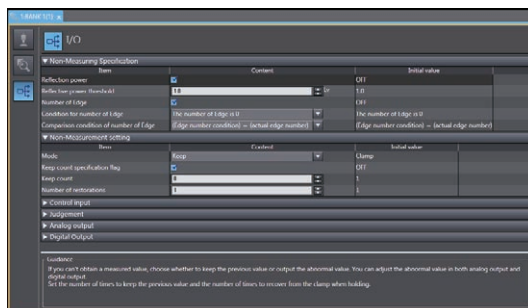 I/O
▼ Non-Measuring Specification
Item Content Initial value
Reflection power OFF
Reflective power threshold 1.0 1.0
Number of Edge OFF
Condition for number of Edge The number of Edge is 0 The number of Edge is 0
Comparison condition of number of Edge (Edge number condition) = (actual edge number) (Edge number condition) = (actual edge number)
▼ Non-Measurement setting
Item Content Initial value
Mode Keep Clamp
Keep count specification flag OFF
Keep count 1
Number of restorations 1
▶ Control input
▶ Judgement
▶ Analog output
▶ Digital Output
Guidance
If you can't obtain a measured value, choose whether to keep the previous value or output the abnormal value. You can adjust the abnormal value in both analog output and
digital output.
Set the number of times to keep the previous value and the number of times to recover from the clamp when holding.